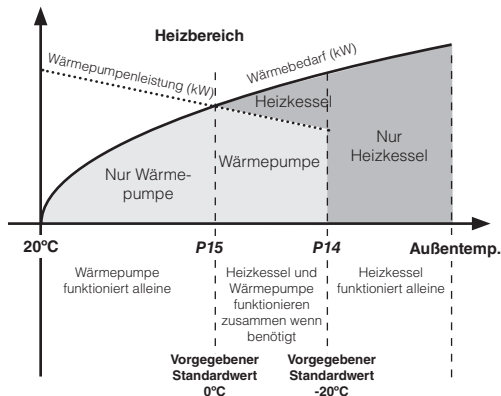 Heizbereich
Wärmepumpenleistung (kW)
Wärmebedarf (kW)
Heizkessel
Nur Wärme-
pumpe
Wärmepumpe
Nur
Heizkessel
20ºC
P15
P14
Außentemp.
Wärmepumpe
funktioniert alleine
Heizkessel und
Wärmepumpe
funktionieren
zusammen wenn
benötigt
Heizkessel
funktioniert alleine
Vorgegebener
Standardwert
0ºC
Vorgegebener
Standardwert
-20ºC